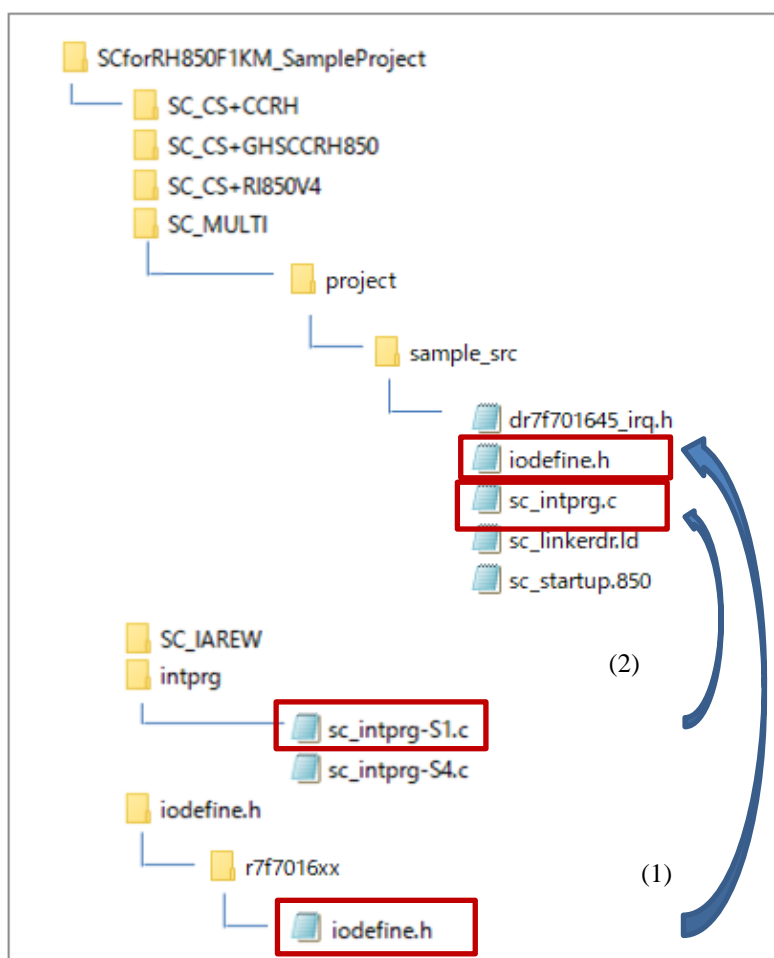 SCforRH850F1KM_SampleProject
SC_CS+CCRH
SC_CS+GHSCCRH850
SC_CS+RI850V4
SC_MULTI
project
sample_src
dr7f701645_irq.h
iodefine.h
sc_intprg.c
sc_linkerdr.ld
sc_startup.850
SC_IAREW
(2)
intprg
sc_intprg-S1.c
sc_intprg-S4.c
iodefine.h
r7f7016xx
(1)
iodefine.h